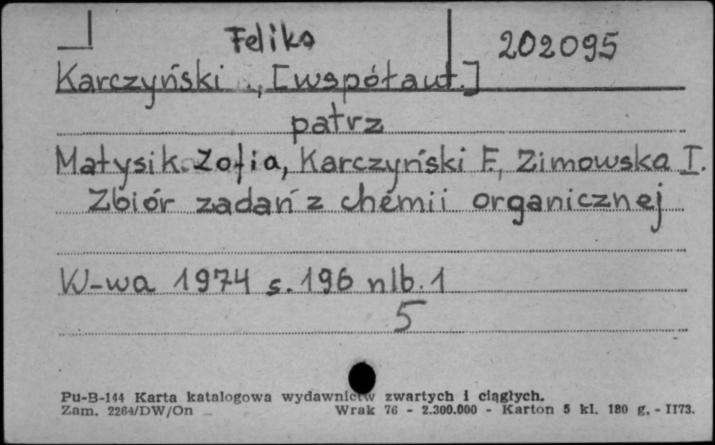 Feliks 202095
Karczyński ., [współaut.]
patrz
Matysik Zofia, Karczyński F., Zimowska I.
Zbiór zadań z chemii organicznej
W-wa 1974 s. 196 nlb. 1
5
Pu-B-144 Karta katalogowa wydawnictw zwartych i ciągłych.
Zam. 2264/DW/On Wrak 76 - 2.300.000 - Karton 5 kl. 180 g. - II73.